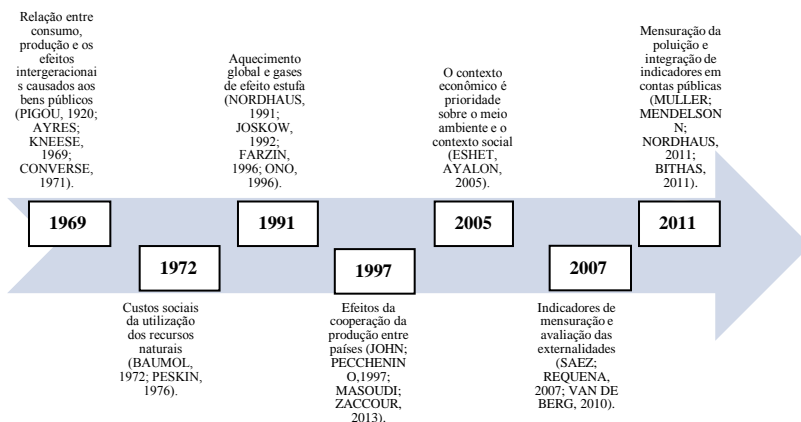 Relação entre
consumo,
produção e os
efeitos
intergeracionai
s causados aos
bens públicos
(PIGOU, 1920;
AYRES;
KNEESE,
1969;
CONVERSE,
1971).
1969
1972
Custos sociais
da utilização
dos recursos
naturais
(BAUMOL,
1972; PESKIN,
1976).
Aquecimento
global e gases
de efeito estufa
(NORDHAUS,
1991;
JOSKOW,
1992;
FARZIN,
1996; ONO,
1996).
1991
1997
Efeitos da
cooperação da
produção entre
países (JOHN;
PECCHENIN
O,1997;
MASOUDI;
ZACCOUR,
2013).
O contexto
econômico é
prioridade
sobre o meio
ambiente e o
contexto social
(ESHET,
AYALON,
2005).
2005
2007
Indicadores de
mensuração e
avaliação das
externalidades
(SAEZ;
REQUENA,
2007; VAN DE
BERG, 2010).
Mensuração da
poluição e
integração de
indicadores em
contas públicas
(MULLER;
MENDELSON
N;
NORDHAUS,
2011;
BITHAS,
2011).
2011